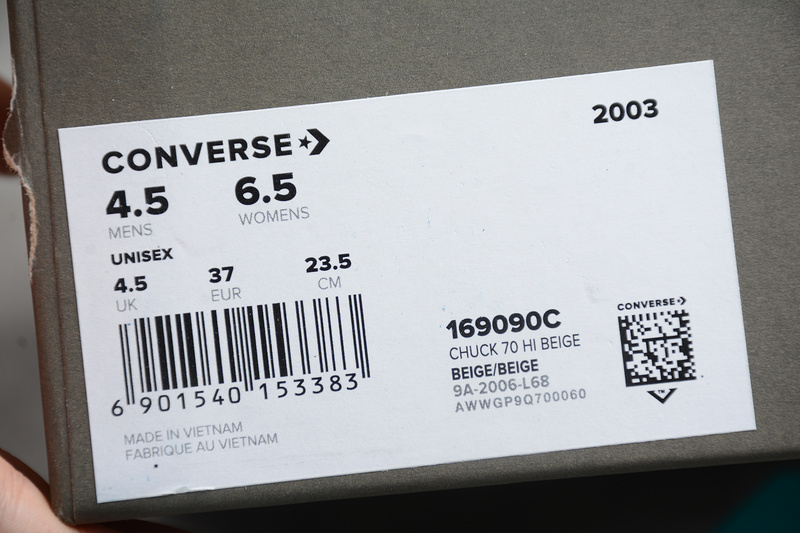 2003
CONVERSE
4.5 6.5
MENS WOMENS
UNISEX
4.5 37 23.5
UK EUR CM
6 901540 153383
MADE IN VIETNAM
FABRIQUE AU VIETNAM
169090C
CHUCK 70 HI BEIGE
BEIGE/BEIGE
9A-2006-L68
AWWGP9Q700060
CONVERSE